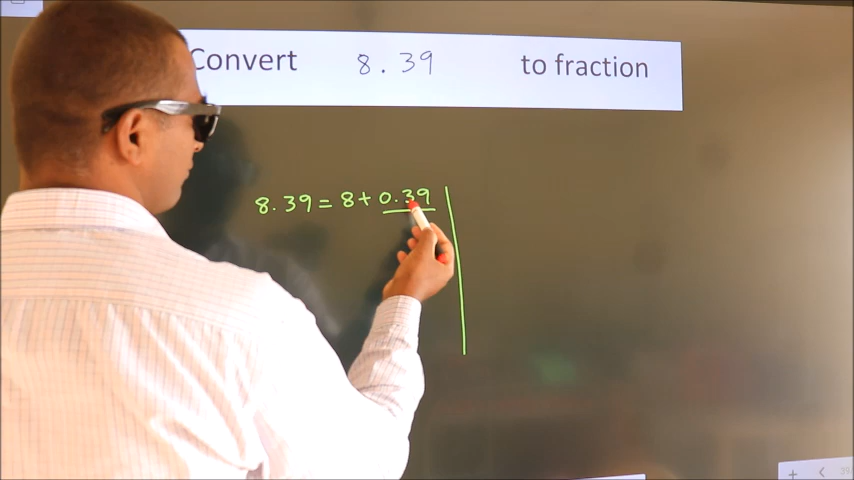 Convert 8.39 to fraction
8.39 = 8 + 0.39